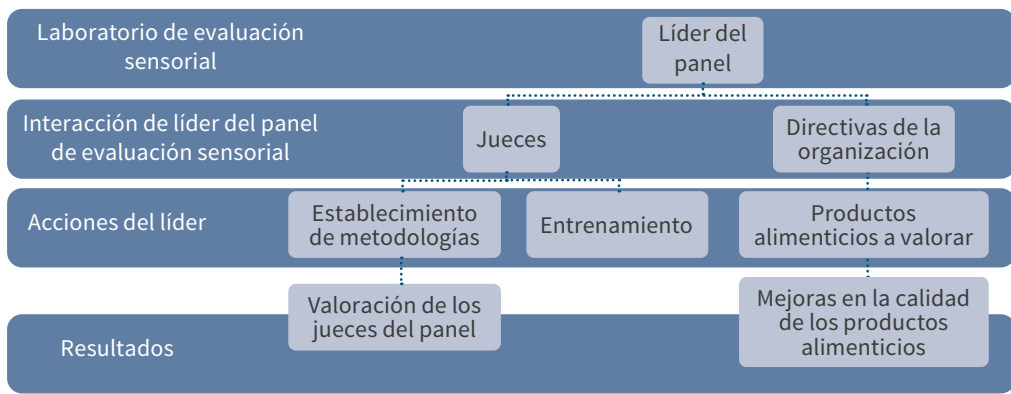 Laboratorio de evaluación
sensorial
Líder del
panel
Interacción de líder del panel
de evaluación sensorial
Jueces
Directivas de la
organización
Acciones del líder
Establecimiento
de metodologías
Entrenamiento
Productos
alimenticios a valorar
Resultados
Valoración de los
jueces del panel
Mejoras en la calidad
de los productos
alimenticios